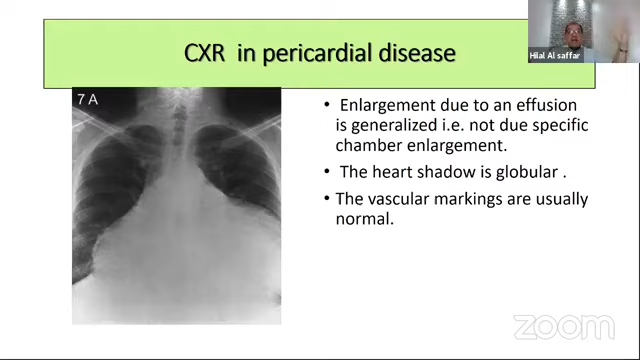 CXR in pericardial disease
Hilal Al saffar
7 A
• Enlargement due to an effusion
is generalized i.e. not due specific
chamber enlargement.
• The heart shadow is globular .
• The vascular markings are usually
normal.
zoom